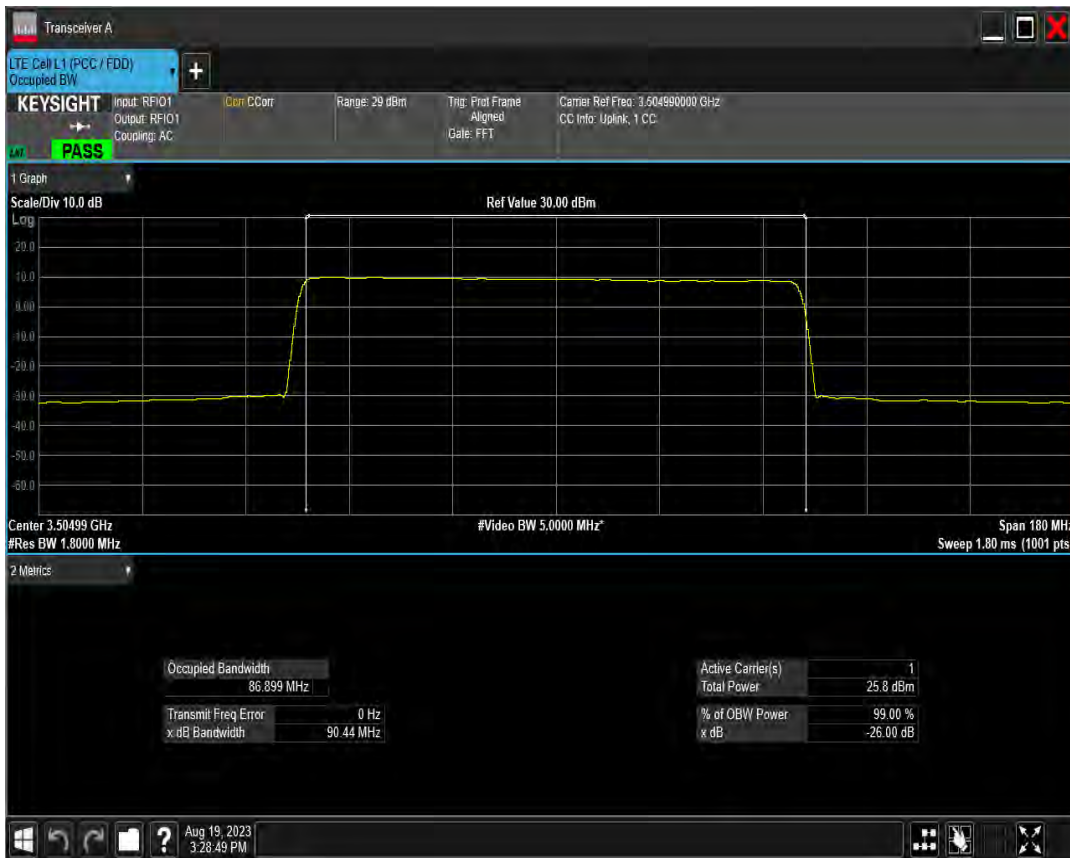 Transceiver A
LTE Cell L1 (PCC / FDD)
Occupied BW
+
KEYSIGHT
Input: RFIO1
Output: RFIO1
Coupling: AC
Corr CCorr
Range: 29 dBm
Trig: Prot Frame
Aligned
Gate: FFT
Carrier Ref Freq: 3.504990000 GHz
CC Info: Uplink, 1 CC
PASS
1 Graph
Scale/Div 10.0 dB
Ref Value 30.00 dBm
Log
20.0
10.0
0.00
-10.0
-20.0
-30.0
-40.0
-50.0
-60.0
Center 3.50499 GHz
#Video BW 5.0000 MHz*
Span 180 MHz
#Res BW 1.8000 MHz
Sweep 1.80 ms (1001 pts
2 Metrics
Occupied Bandwidth
86.899 MHz
Transmit Freq Error 0 Hz
x dB Bandwidth 90.44 MHz
Active Carrier(s) 1
Total Power 25.8 dBm
% of OBW Power 99.00 %
x dB -26.00 dB
?
Aug 19, 2023
3:28:49 PM